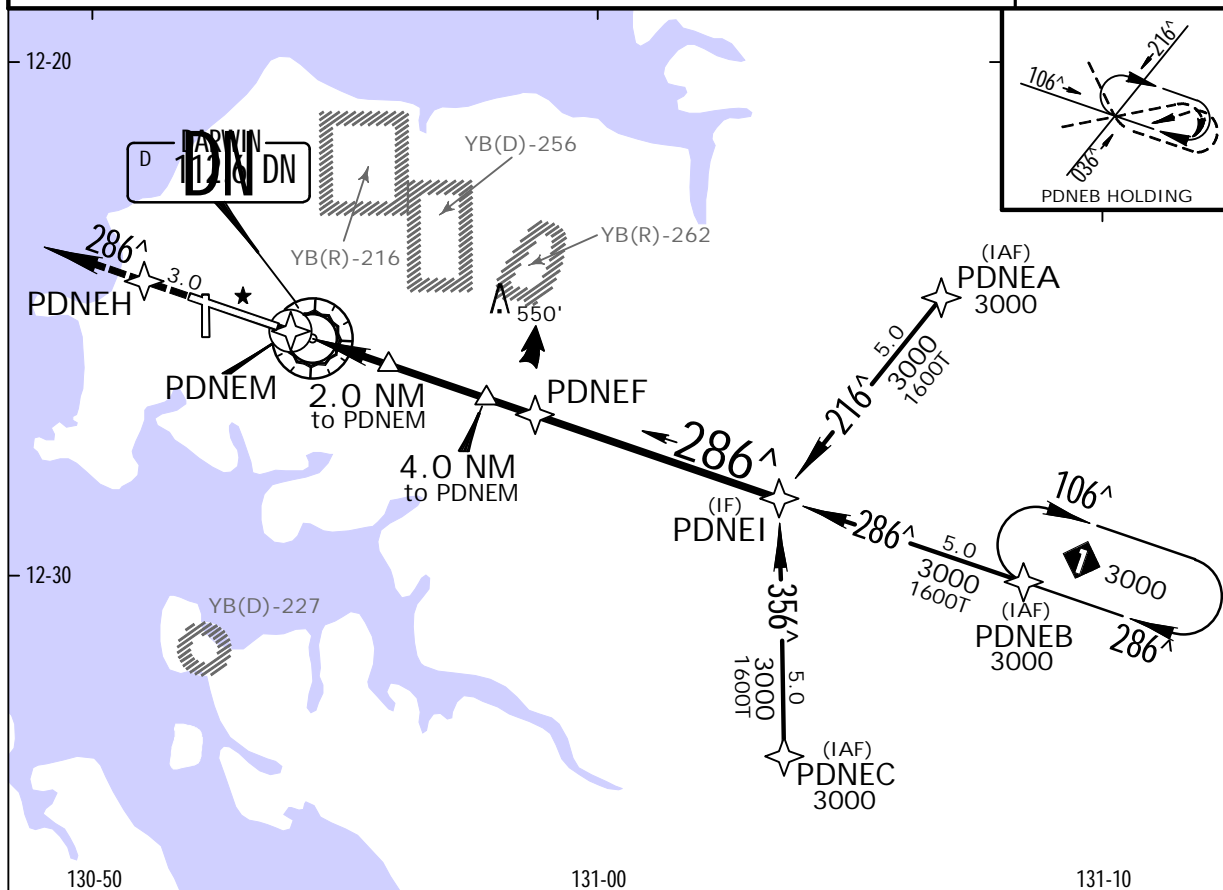 12-20
216^
106^
036^
PDNEB HOLDING
D
DARWIN
DN
YB(D)-256
YB(R)-216
YB(R)-262
(IAF)
PDNEA
3000
286^
3.0
PDNEH
550'
PDNEM
2.0 NM
to PDNEM
PDNEF
5.0
3000
1600T
216^
4.0 NM
to PDNEM
286^
(IF)
PDNEI
106^
1
3000
286^
5.0
3000
1600T
286^
(IAF)
PDNEB
3000
12-30
YB(D)-227
356^
5.0
3000
1600T
(IAF)
PDNEC
3000
130-50
131-00
131-10